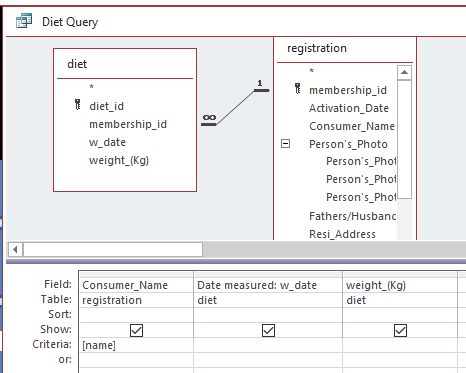 Diet Query
diet
*
diet_id
membership_id
w_date
weight_(Kg)
∞
1
registration
*
membership_id
Activation_Date
Consumer_Name
Person's_Photo
Person's_Phot
Person's_Phot
Person's_Phot
Fathers/Husband
Resi_Address
Field: Consumer_Name Date measured: w_date weight_(Kg)
Table: registration diet diet
Sort:
Show:
Criteria: [name]
or: